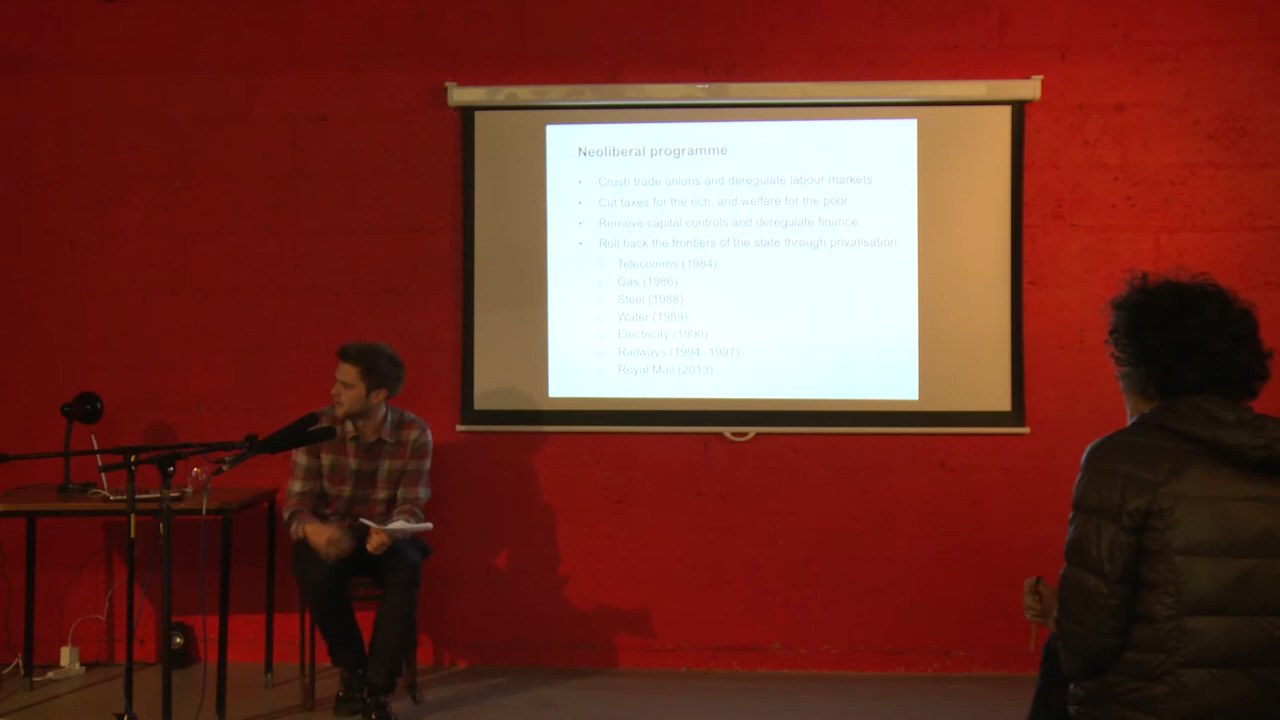 Neoliberal programme
• Crush trade unions and deregulate labour markets
• Cut taxes for the rich, and welfare for the poor
• Remove capital controls and deregulate finance
• Roll back the frontiers of the state through privatisation:
○ Telecomms (1984)
○ Gas (1986)
○ Steel (1988)
○ Water (1989)
○ Electricity (1990)
○ Railways (1994 -1997)
○ Royal Mail (2013)